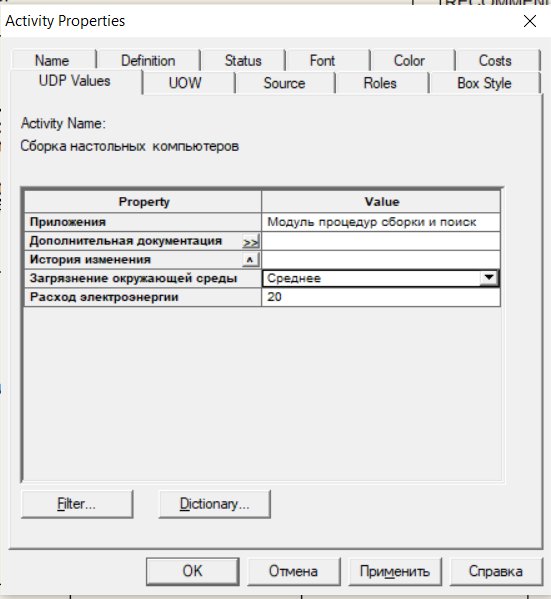 Activity Properties
Name Definition Status Font Color Costs
UDP Values UOW Source Roles Box Style
Activity Name:
Сборка настольных компьютеров
Property Value
Приложения Модуль процедур сборки и поиск
Дополнительная документация >>
История изменения
Загрязнение окружающей среды Среднее
Расход электроэнергии 20
Filter... Dictionary...
OK Отмена Применить Справка